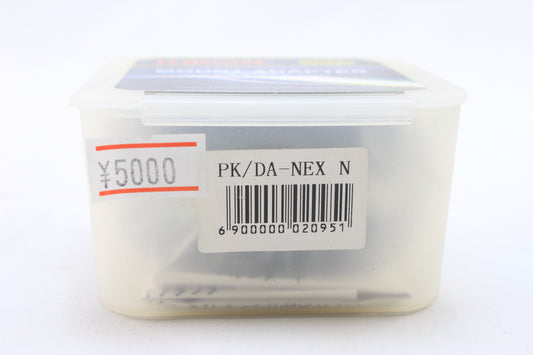 MOUNT ADAPTER
¥5000
PK/DA-NEX N
6 900000 020951